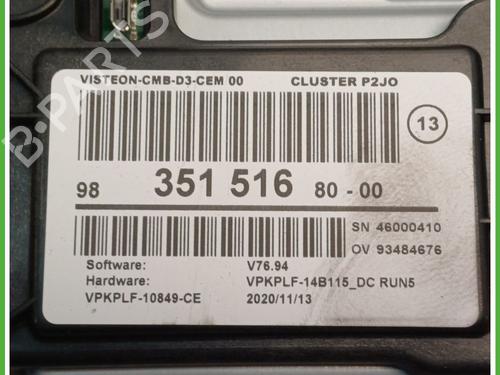 VISTEON-CMB-D3-CEM 00 CLUSTER P2JO
13
98 351 516 80-00
SN 46000410
OV 93484676
Software: V76.94
Hardware: VPKPLF-14B115_DC RUN5
VPKPLF-10849-CE 2020/11/13
B-PARTS